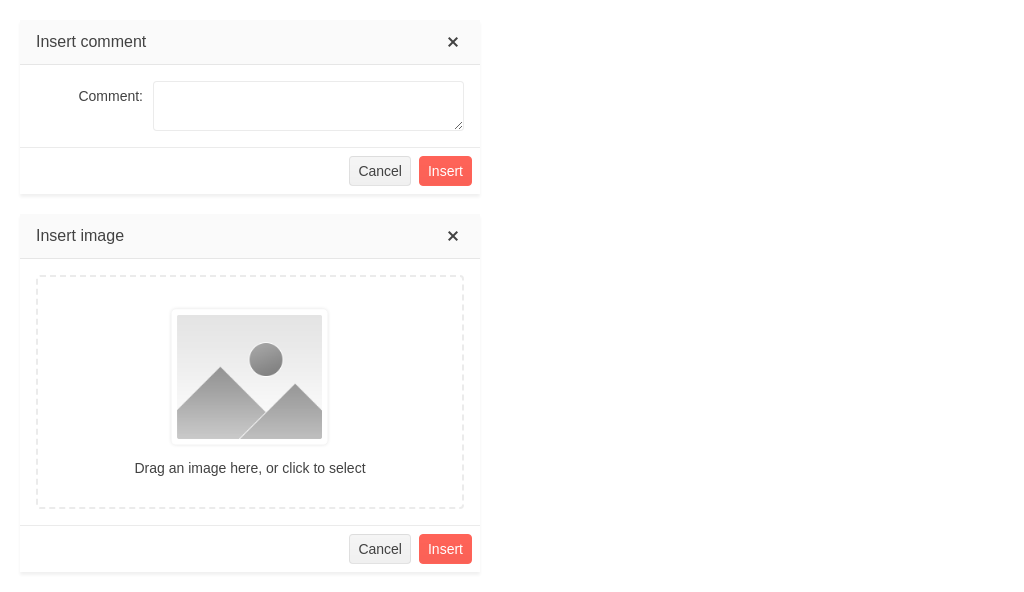 Insert comment
Comment:
Cancel Insert
Insert image
Drag an image here, or click to select
Cancel Insert